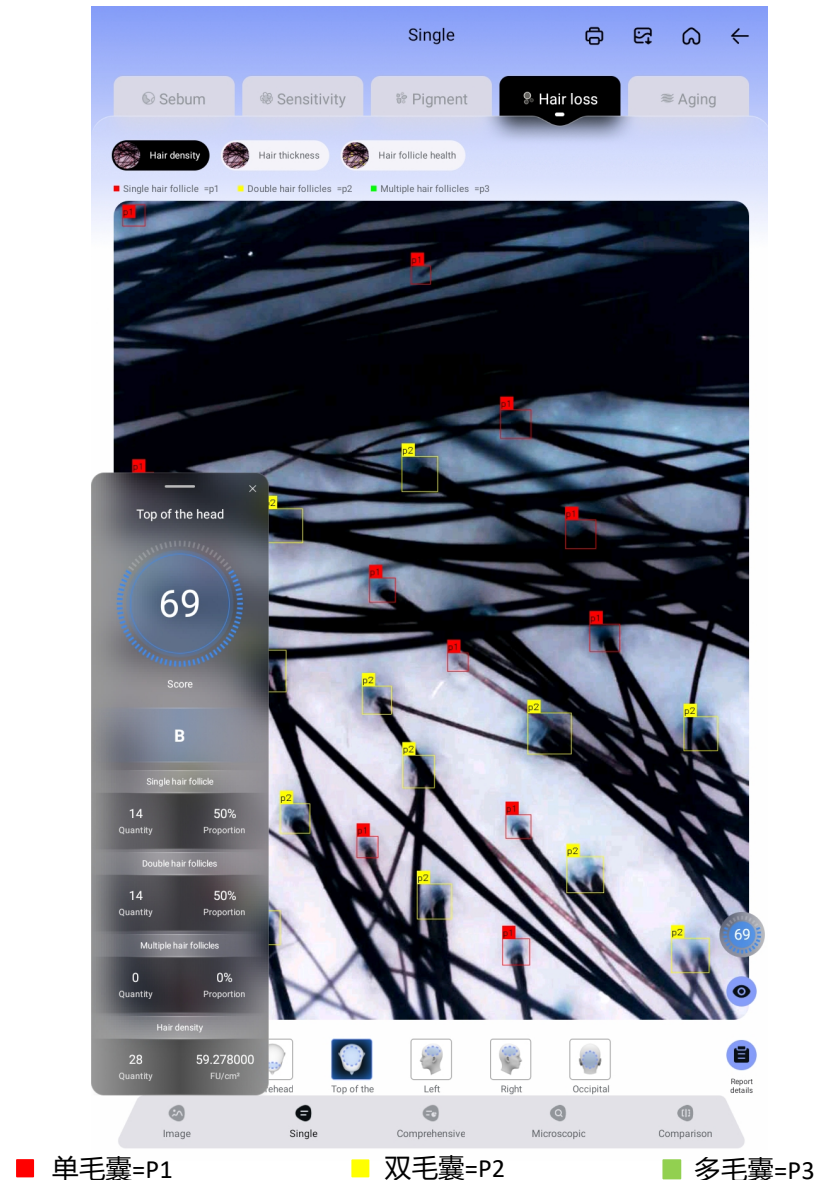 Single
Sebum
Sensitivity
Pigment
Hair loss
Aging
Hair density
Hair thickness
Hair follicle health
Single hair follicle =p1
Double hair follicles =p2
Multiple hair follicles =p3
p1
p1
p1
p2
p1
2
p1
p1
p1
p1
p2
p2
p2
p2
p2
p1
p1
p2
p2
p1
p2
Top of the head
69
Score
B
Single hair follicle
14 50%
Quantity Proportion
Double hair follicles
14 50%
Quantity Proportion
Multiple hair follicles
0 0%
Quantity Proportion
Hair density
28 59.278000
Quantity FU/cm²
69
rehead
Top of the
Left
Right
Occipital
Report
details
Image
Single
Comprehensive
Microscopic
Comparison
单毛囊=P1
双毛囊=P2
多毛囊=P3